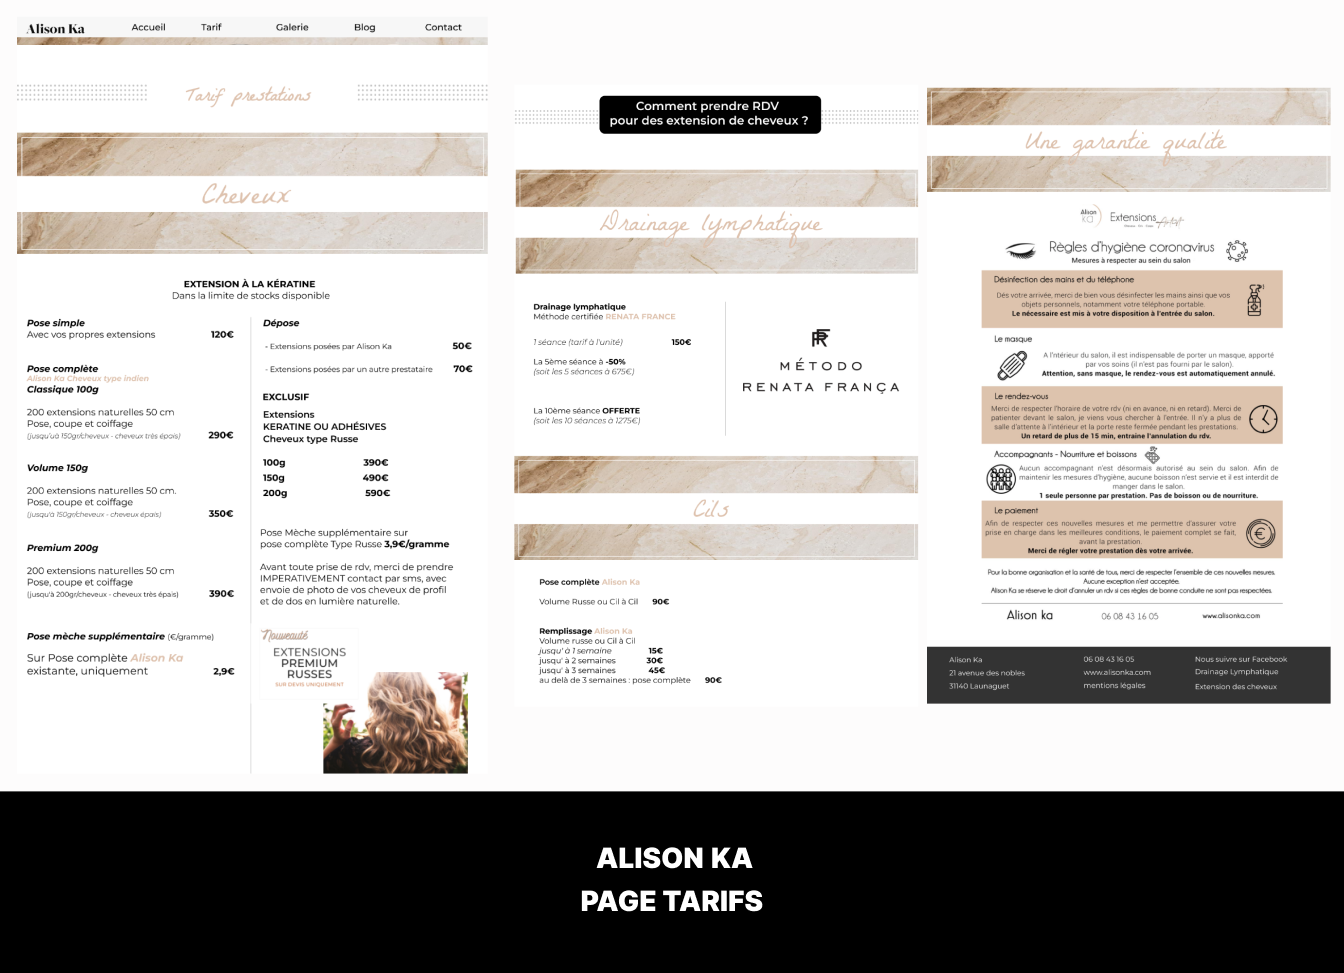 Alison Ka
Accueil
Tarif
Galerie
Blog
Contact
Tarif prestations
Cheveux
EXTENSION À LA KÉRATINE
Dans la limite de stocks disponible
Pose simple
Avec vos propres extensions 120€
Pose complète
Alison Ka Cheveux type indien
Classique 100g
200 extensions naturelles 50 cm
Pose, coupe et coiffage
(jusqu'uà 150gr/cheveux - cheveux très épais) 290€
Volume 150g
200 extensions naturelles 50 cm.
Pose, coupe et coiffage
(jusqu'à 150gr/cheveux - cheveux épais) 350€
Premium 200g
200 extensions naturelles 50 cm
Pose, coupe et coiffage
(jusqu'à 200gr/cheveux - cheveux très épais) 390€
Pose mèche supplémentaire (€/gramme)
Sur Pose complète Alison Ka
existante, uniquement 2,9€
Dépose
- Extensions posées par Alison Ka 50€
- Extensions posées par un autre prestataire 70€
EXCLUSIF
Extensions
KERATINE OU ADHÉSIVES
Cheveux type Russe
100g 390€
150g 490€
200g 590€
Pose Mèche supplémentaire sur
pose complète Type Russe 3,9€/gramme
Avant toute prise de rdv, merci de prendre
IMPERATIVEMENT contact par sms, avec
envoie de photo de vos cheveux de profil
et de dos en lumière naturelle.
Nouveauté
EXTENSIONS
PREMIUM
RUSSES
SUR DEVIS UNIQUEMENT
Comment prendre RDV
pour des extension de cheveux ?
Drainage lymphatique
Drainage lymphatique
Méthode certifiée RENATA FRANCE
1 séance (tarif à l'unité) 150€
La 5ème séance à -50%
(soit les 5 séances à 675€)
La 10ème séance OFFERTE
(soit les 10 séances à 1275€)
MÉTODO
RENATA FRANÇA
Cils
Pose complète Alison Ka
Volume Russe ou Cil à Cil 90€
Remplissage Alison Ka
Volume russe ou Cil à Cil
jusqu' à 1 semaine 15€
jusqu' à 2 semaines 30€
jusqu' à 3 semaines 45€
au delà de 3 semaines : pose complète 90€
Une garantie qualité
Alison
ka
Extensions
Règles d'hygiène coronavirus
Mesures à respecter au sein du salon
Désinfection des mains et du téléphone
Dés votre arrivée, merci de bien vous désinfecter les mains ainsi que vos
objets personnels, notamment votre téléphone portable.
Le nécessaire est mis à votre disposition à l'entrée du salon.
Le masque
A l'intérieur du salon, il est indispensable de porter un masque, apporté
par vos soins (il n'est pas fourni par le salon).
Attention, sans masque, le rendez-vous est automatiquement annulé.
Le rendez-vous
Merci de respecter l'horaire de votre rdv (ni en avance, ni en retard). Merci de
patienter devant le salon, je viens vous chercher à l'entrée. Il n'y a plus de
salle d'attente à l'intérieur et la porte reste fermée pendant les prestations.
Un retard de plus de 15 min, entraine l'annulation du rdv.
Accompagnants - Nourriture et boissons
Aucun accompagnant n'est désormais autorisé au sein du salon. Afin de
maintenir les mesures d'hygiène, aucune boisson n'est servie et il est interdit de
manger dans le salon.
1 seule personne par prestation. Pas de boisson ou de nourriture.
Le paiement
Afin de respecter ces nouvelles mesures et me permettre d'assurer votre
prise en charge dans les meilleures conditions, le paiement complet se fait,
avant la prestation.
Merci de régler votre prestation dès votre arrivée.
Pour la bonne organisation et la santé de tous, merci de respecter l'ensemble de ces nouvelles mesures.
Aucune exception n'est acceptée.
Alison Ka se réserve le droit d'annuler un rdv si ces règles de bonne conduite ne sont pas respectées.
Alison ka 06 08 43 16 05 www.alisonka.com
Alison Ka
21 avenue des nobles
31140 Launaguet
06 08 43 16 05
www.alisonka.com
mentions légales
Nous suivre sur Facebook
Drainage Lymphatique
Extension des cheveux
ALISON KA
PAGE TARIFS